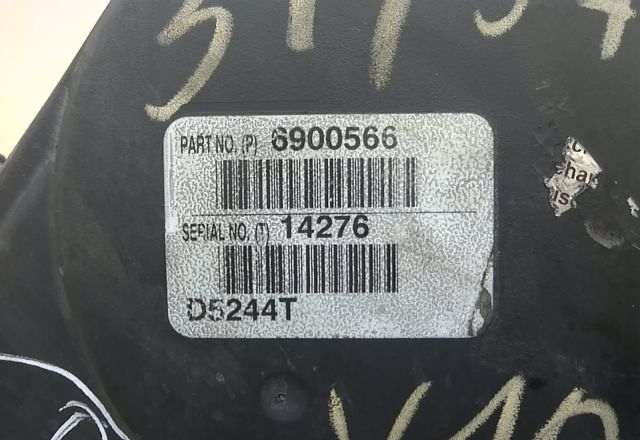 PART NO. (P) 6900566
SERIAL NO. (T) 14276
D5244T